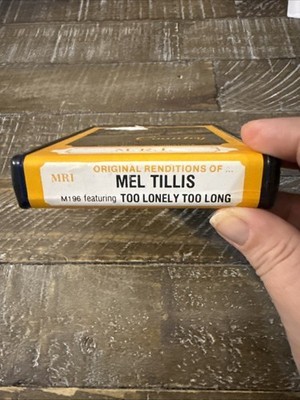 M R I
ORIGINAL RENDITIONS OF ...
MRI
MEL TILLIS
M196 featuring TOO LONELY TOO LONG